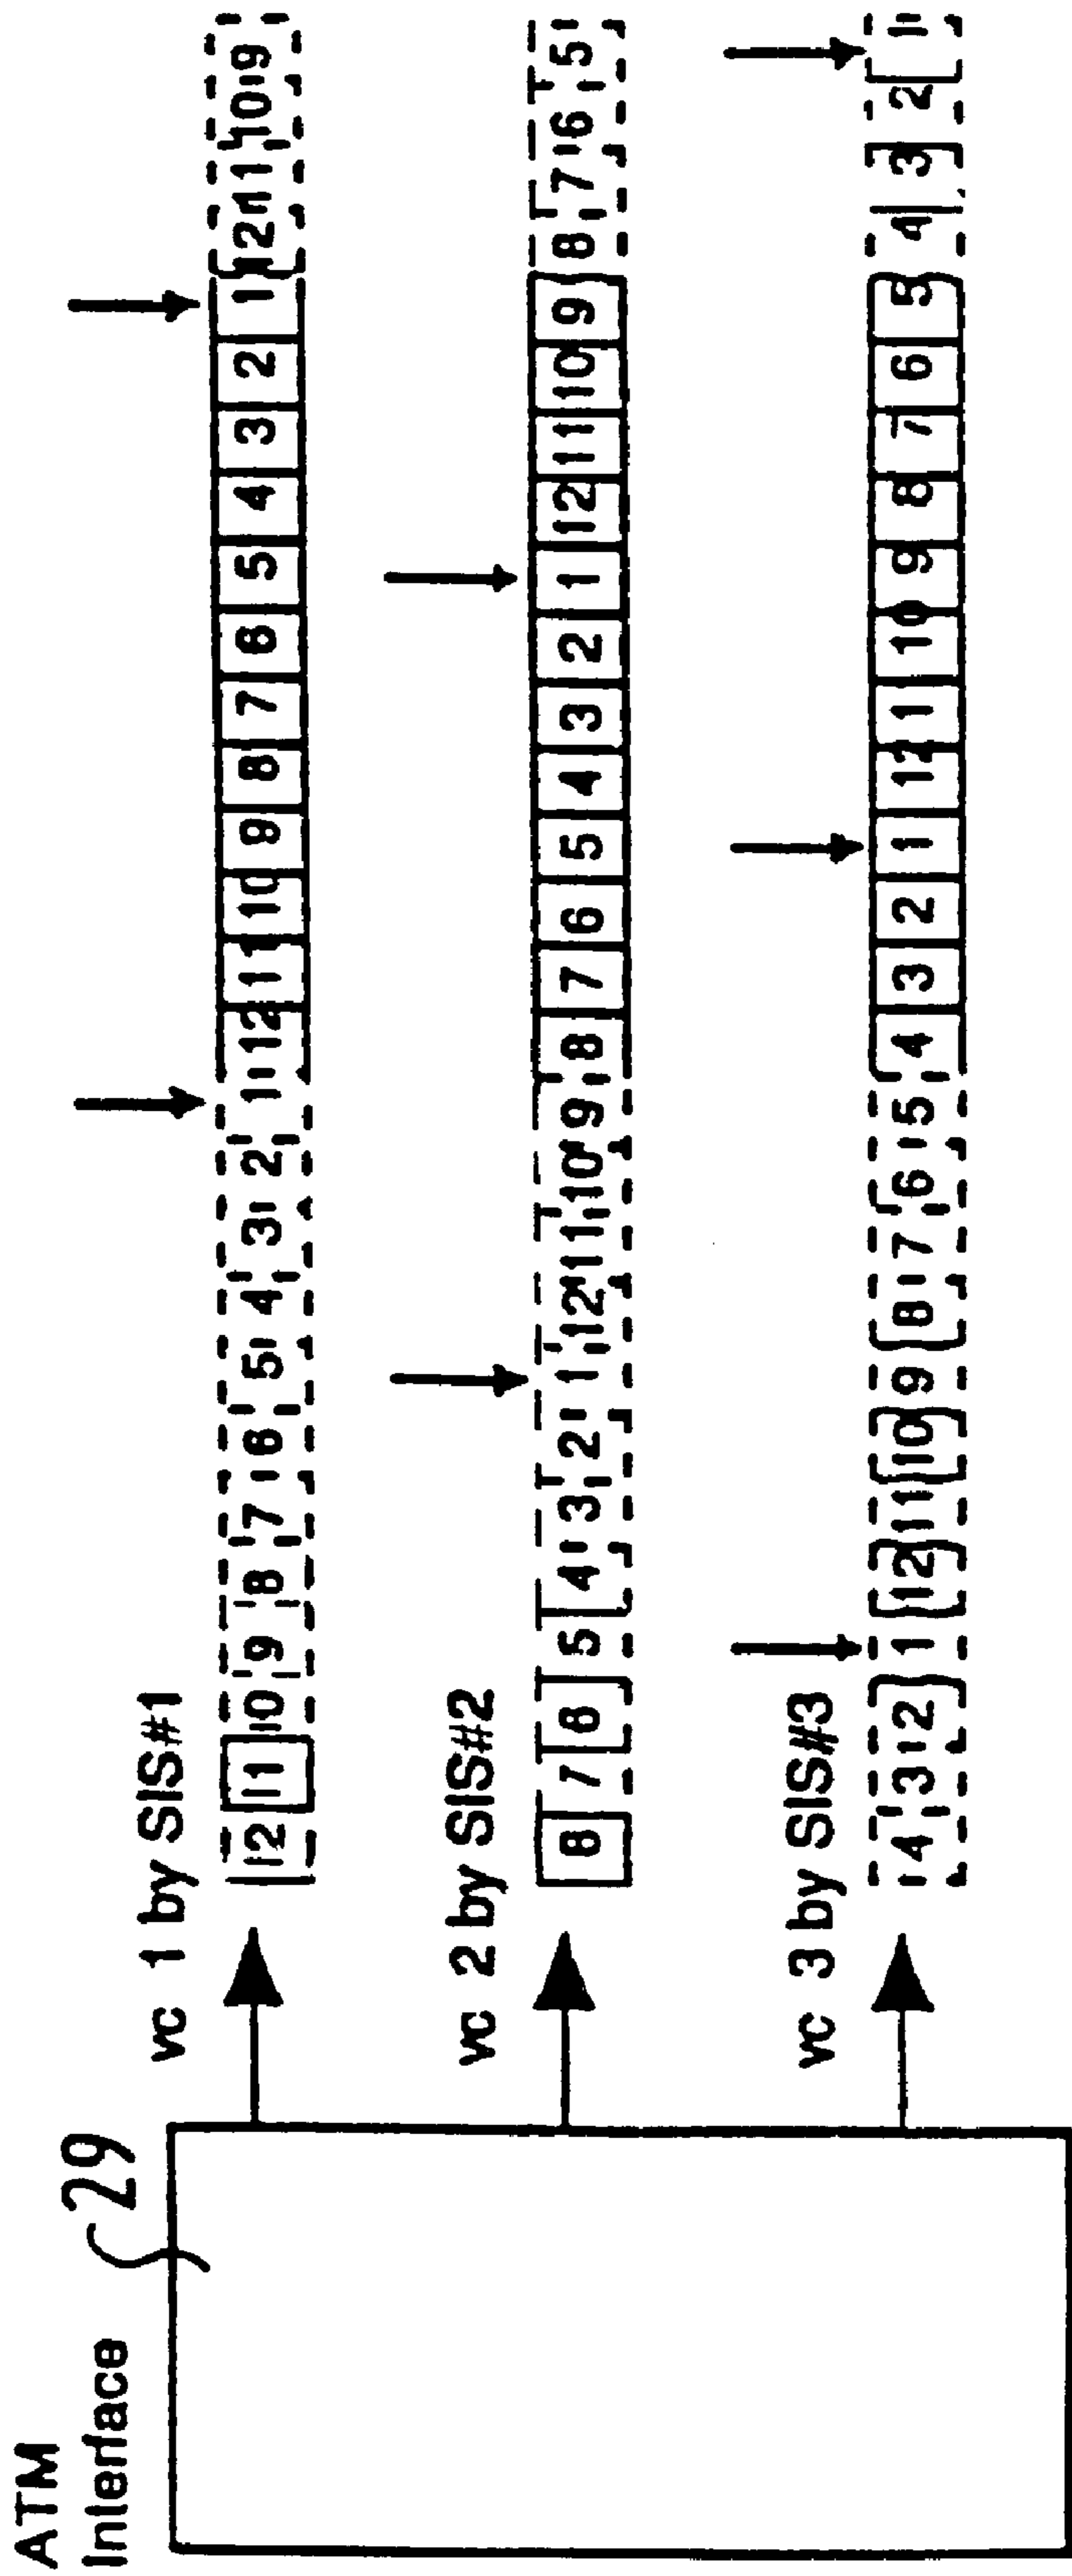 ATM
Interface
29
vc 1 by SIS#1
12 11 10 9 8 7 6 5 4 3 2 1 12 11 10 9 8 7 6 5 4 3 2 1 12 11 10 9
vc 2 by SIS#2
8 7 6 5 4 3 2 1 12 11 10 9 8 7 6 5 4 3 2 1 12 11 10 9 8 7 6 5
vc 3 by SIS#3
4 3 2 1 12 11 10 9 8 7 6 5 4 3 2 1 12 11 10 9 8 7 6 5 4 3 2 1